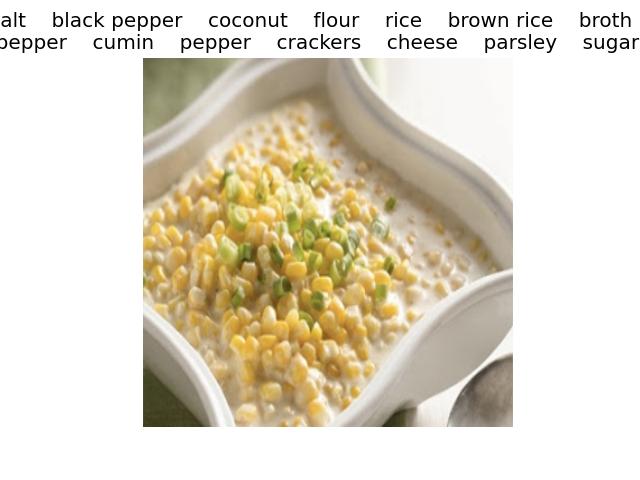 alt black pepper coconut flour rice brown rice broth
pepper cumin pepper crackers cheese parsley sugar